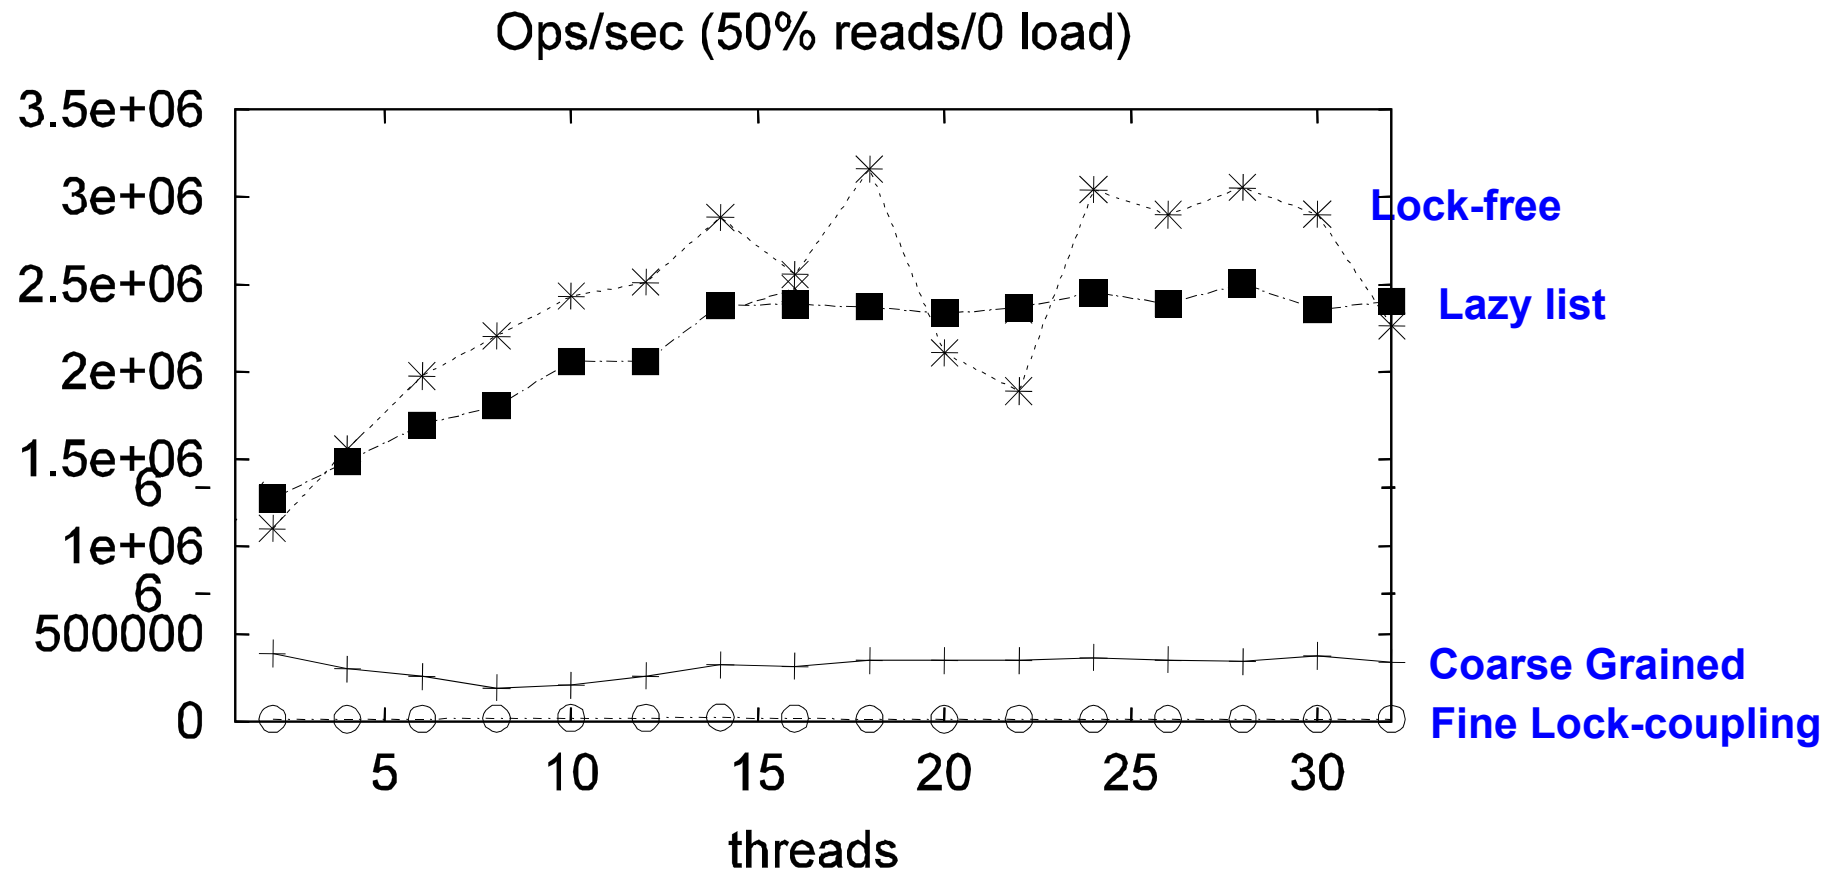 Ops/sec (50% reads/0 load)
3.5e+06
3e+06
Lock-free
2.5e+06
Lazy list
2e+06
1.5e+06
6
1e+06
6
500000
Coarse Grained
0
Fine Lock-coupling
5 10 15 20 25 30
threads